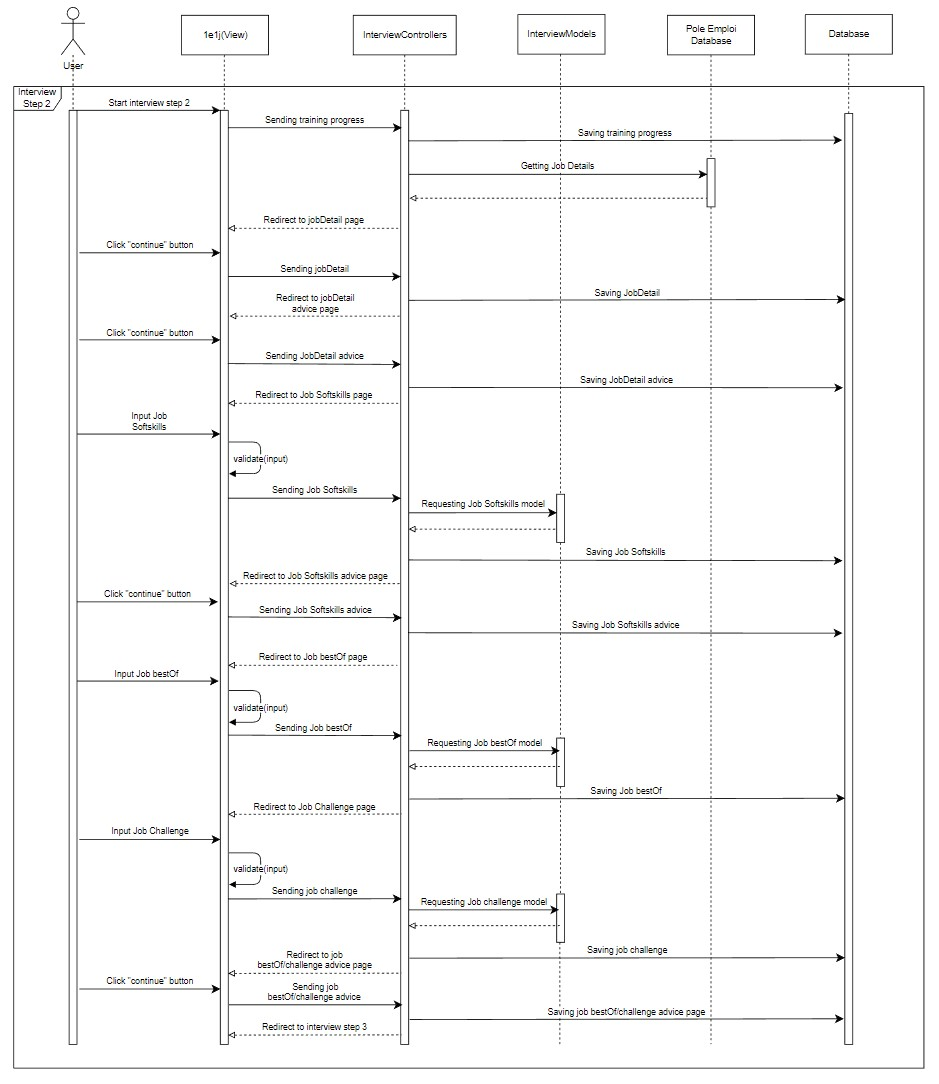 User
1e1j(View)
InterviewControllers
InterviewModels
Pole Emploi
Database
Database
Interview
Step 2
Start interview step 2
Sending training progress
Saving training progress
Getting Job Details
Redirect to jobDetail page
Click "continue" button
Sending jobDetail
Saving JobDetail
Redirect to jobDetail
advice page
Click "continue" button
Sending JobDetail advice
Saving JobDetail advice
Redirect to Job Softskills page
Input Job
Softskills
validate(input)
Sending Job Softskills
Requesting Job Softskills model
Saving Job Softskills
Redirect to Job Softskills advice page
Click "continue" button
Sending Job Softskills advice
Saving Job Softskills advice
Redirect to Job bestOf page
Input Job bestOf
validate(input)
Sending Job bestOf
Requesting Job bestOf model
Saving Job bestOf
Redirect to Job Challenge page
Input Job Challenge
validate(input)
Sending job challenge
Requesting Job challenge model
Saving job challenge
Redirect to job
bestOf/challenge advice page
Click "continue" button
Sending job
bestOf/challenge advice
Saving job bestOf/challenge advice page
Redirect to interview step 3